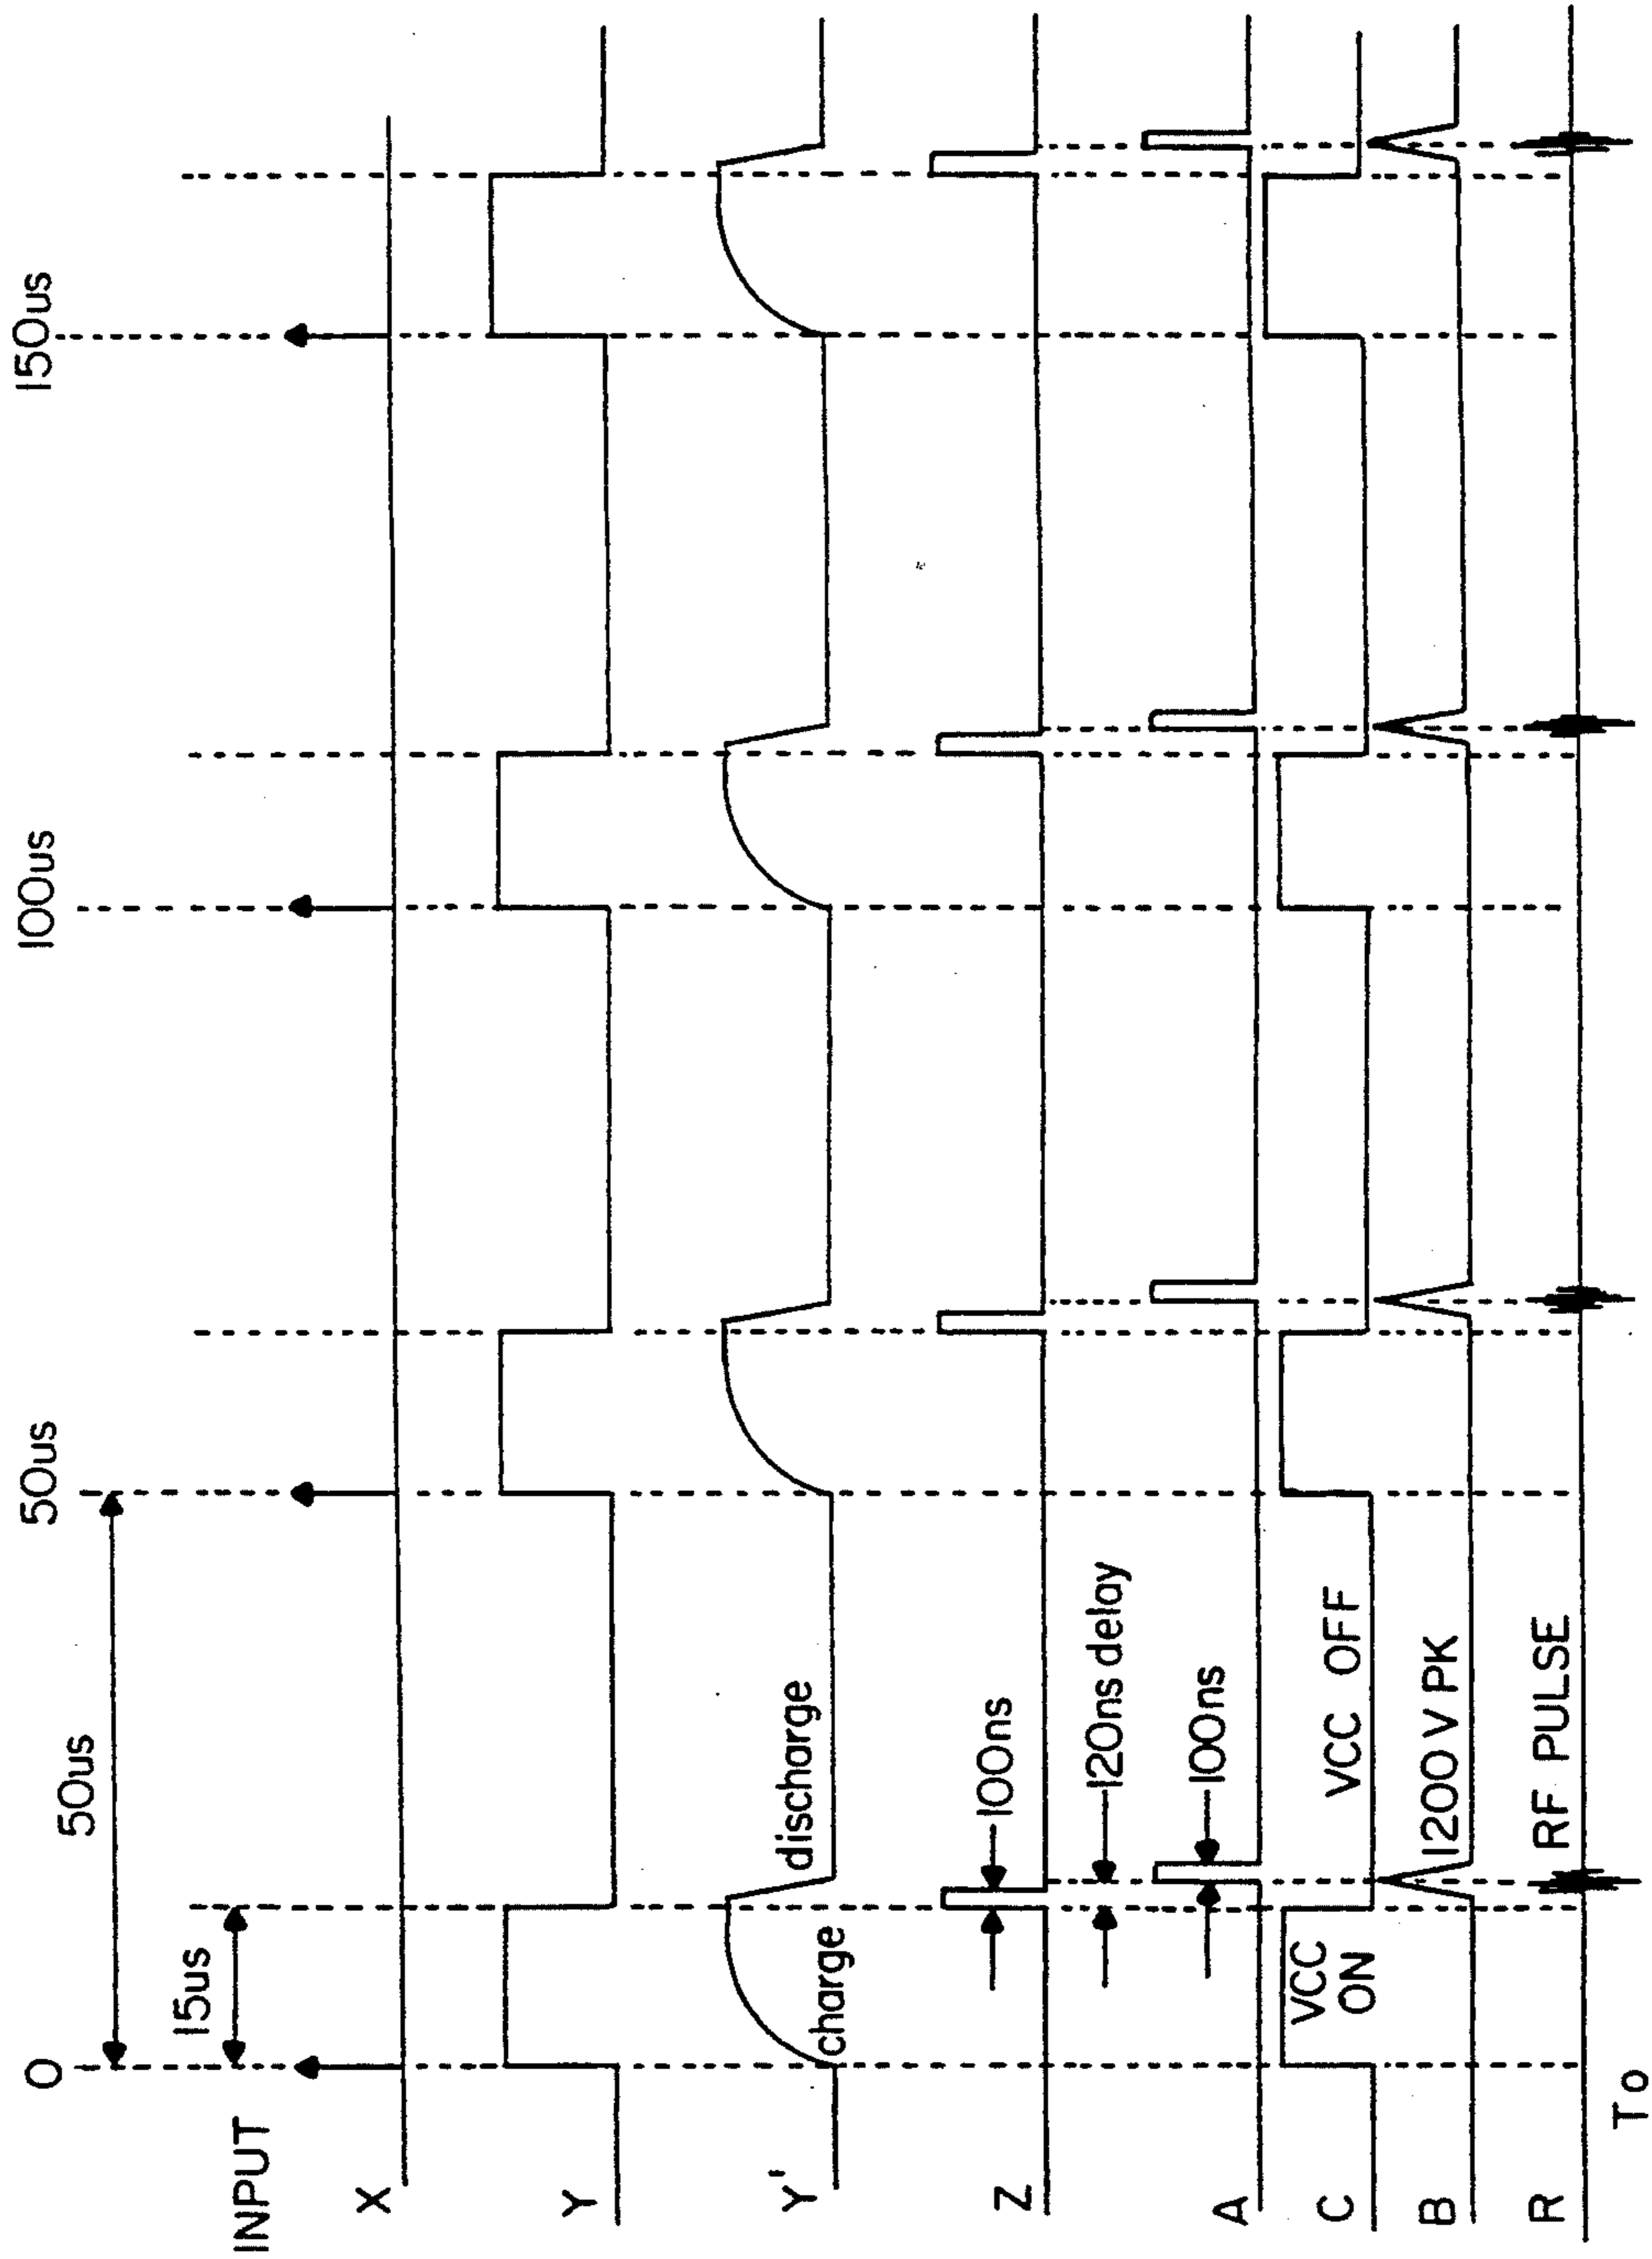 0
50us
100us
150us
50us
15us
INPUT
X
Y
Y'
charge
discharge
Z
100ns
120ns delay
A
100ns
C
VCC
ON
VCC OFF
B
1200 V PK
R
RF PULSE
To